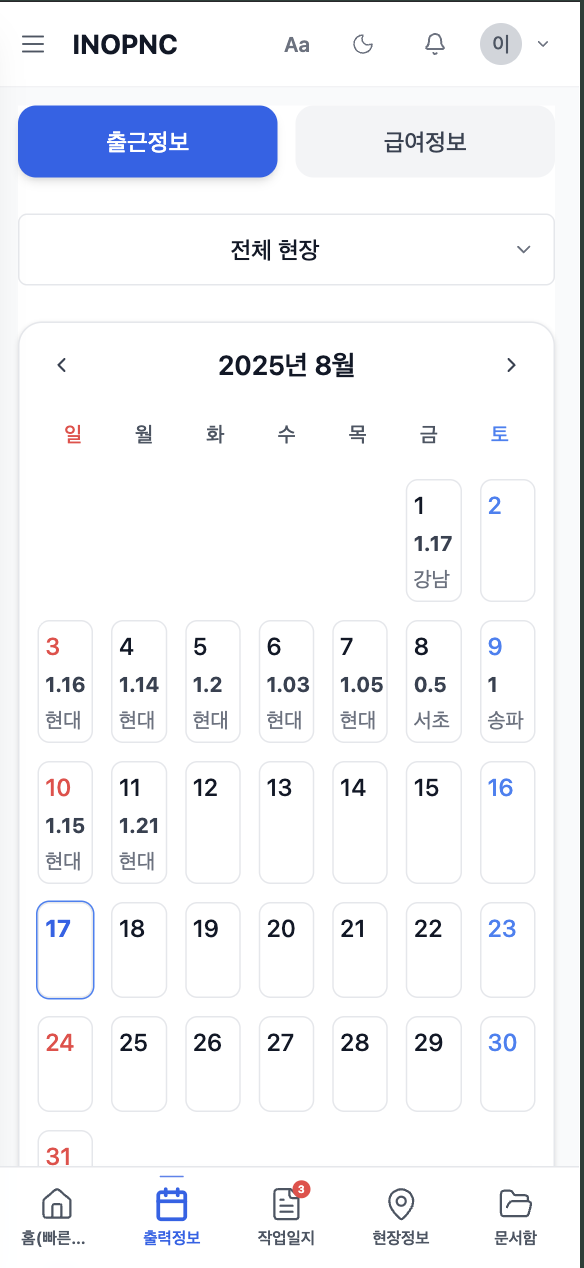 INOPNC Aa 이
출근정보 급여정보
전체 현장
2025년 8월
일 월 화 수 목 금 토
1 2
1.17
강남
3 4 5 6 7 8 9
1.16 1.14 1.2 1.03 1.05 0.5 1
현대 현대 현대 현대 현대 서초 송파
10 11 12 13 14 15 16
1.15 1.21
현대 현대
17 18 19 20 21 22 23
24 25 26 27 28 29 30
31
3
홈(빠른... 출력정보 작업일지 현장정보 문서함